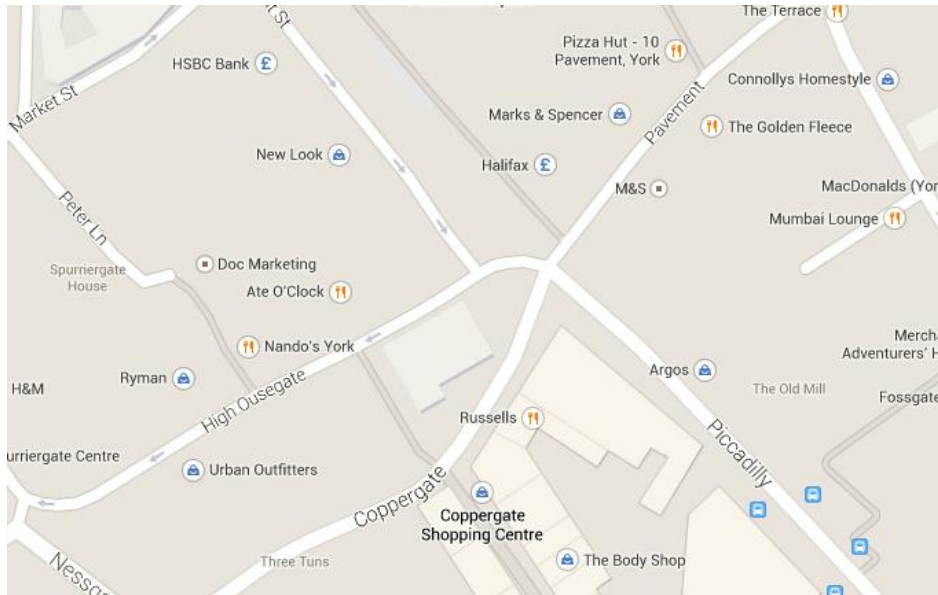 The Terrace
Pizza Hut - 10
Pavement, York
HSBC Bank
£
Connollys Homestyle
Market St
Marks & Spencer
Pavement
The Golden Fleece
New Look
Halifax
£
M&S
MacDonalds (Yor
Peter Ln
Mumbai Lounge
Spurriergate
House
Doc Marketing
Ate O'Clock
Nando's York
Merch
Adventurers' H
Ryman
Argos
H&M
The Old Mill
Fossgate
High Ousegate
Russells
Piccadilly
urriergate Centre
Urban Outfitters
Coppergate
Coppergate
Shopping Centre
Three Tuns
The Body Shop
Nessga